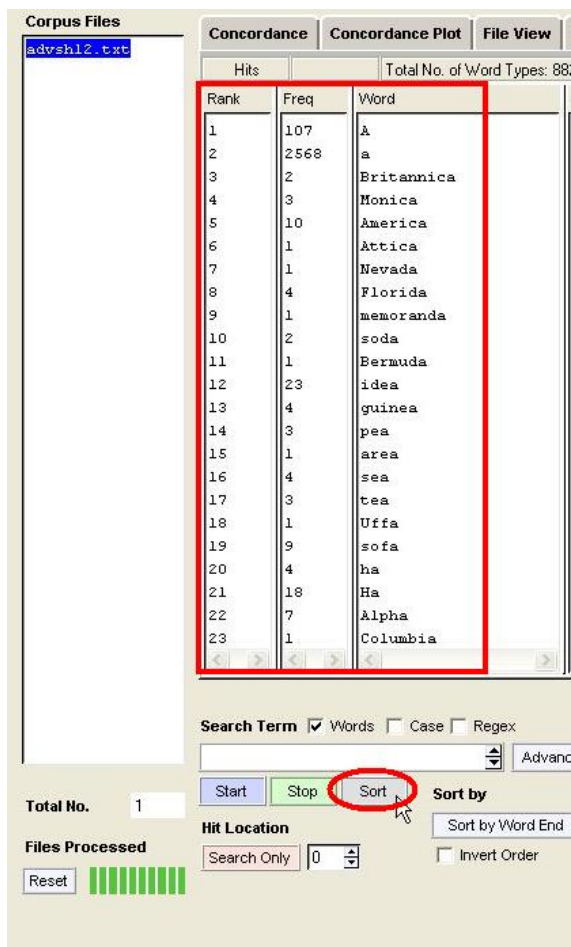 Corpus Files
advsh12.txt
Concordance Concordance Plot File View
Hits Total No. of Word Types: 882
Rank Freq Word
1 107 A
2 2568 a
3 2 Britannica
4 3 Monica
5 10 America
6 1 Attica
7 1 Nevada
8 4 Florida
9 1 memoranda
10 2 soda
11 1 Bermuda
12 23 idea
13 4 guinea
14 3 pea
15 1 area
16 4 sea
17 3 tea
18 1 Uffa
19 9 sofa
20 4 ha
21 18 Ha
22 7 Alpha
23 1 Columbia
Search Term Words Case Regex
Advanc
Start Stop Sort Sort by
Total No. 1
Hit Location Sort by Word End
Files Processed
Search Only 0 Invert Order
Reset